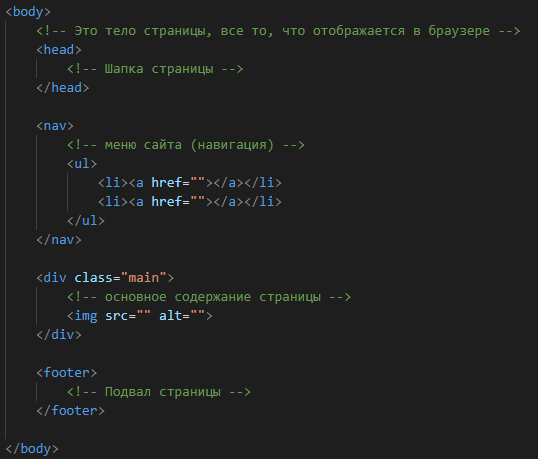 <body>
<!-- Это тело страницы, все то, что отображается в браузере -->
<head>
<!-- Шапка страницы -->
</head>
<nav>
<!-- меню сайта (навигация) -->
<ul>
<li><a href=""></a></li>
<li><a href=""></a></li>
</ul>
</nav>
<div class="main">
<!-- основное содержание страницы -->
<img src="" alt="">
</div>
<footer>
<!-- Подвал страницы -->
</footer>
</body>